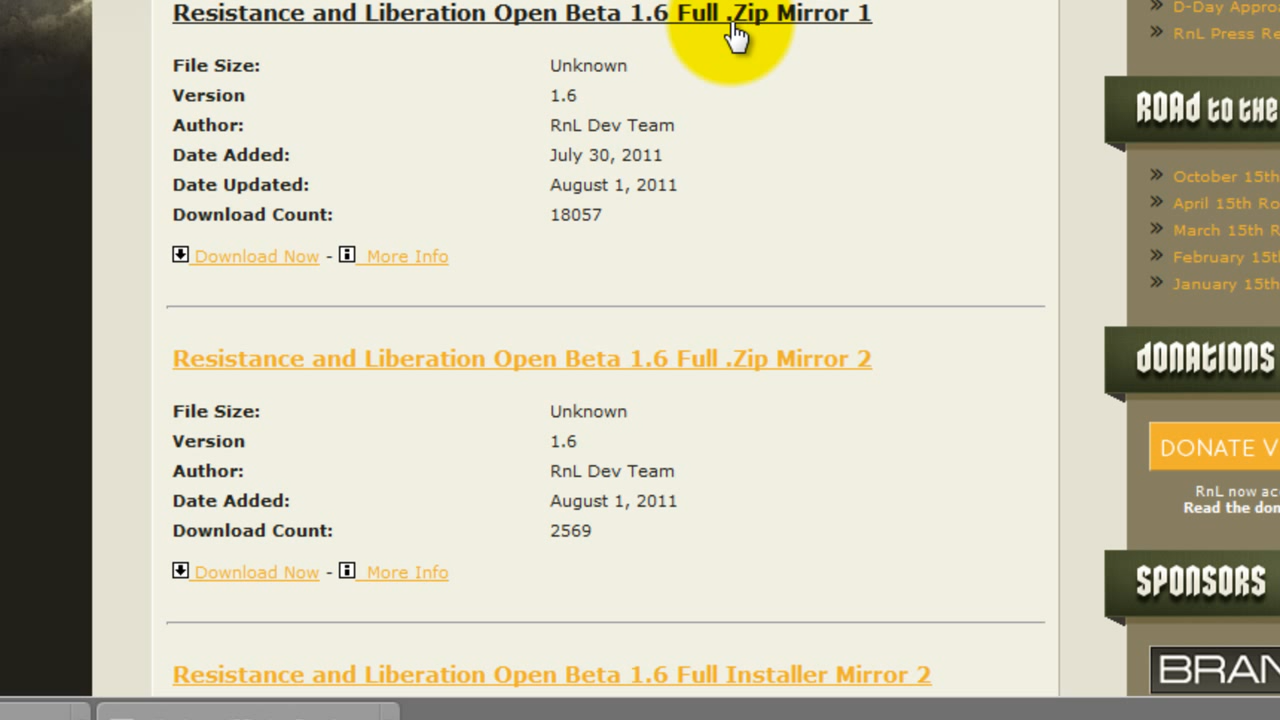 Resistance and Liberation Open Beta 1.6 Full .Zip Mirror 1
File Size: Unknown
Version 1.6
Author: RnL Dev Team
Date Added: July 30, 2011
Date Updated: August 1, 2011
Download Count: 18057
Download Now - More Info
Resistance and Liberation Open Beta 1.6 Full .Zip Mirror 2
File Size: Unknown
Version 1.6
Author: RnL Dev Team
Date Added: August 1, 2011
Download Count: 2569
Download Now - More Info
Resistance and Liberation Open Beta 1.6 Full Installer Mirror 2
D-Day Appro
RnL Press Re
ROAd to tHE
October 15th
April 15th Ro
March 15th R
February 15t
January 15th
dONAtIONS
DONATE V
RnL now ac
Read the don
SPONSORS
BRAN